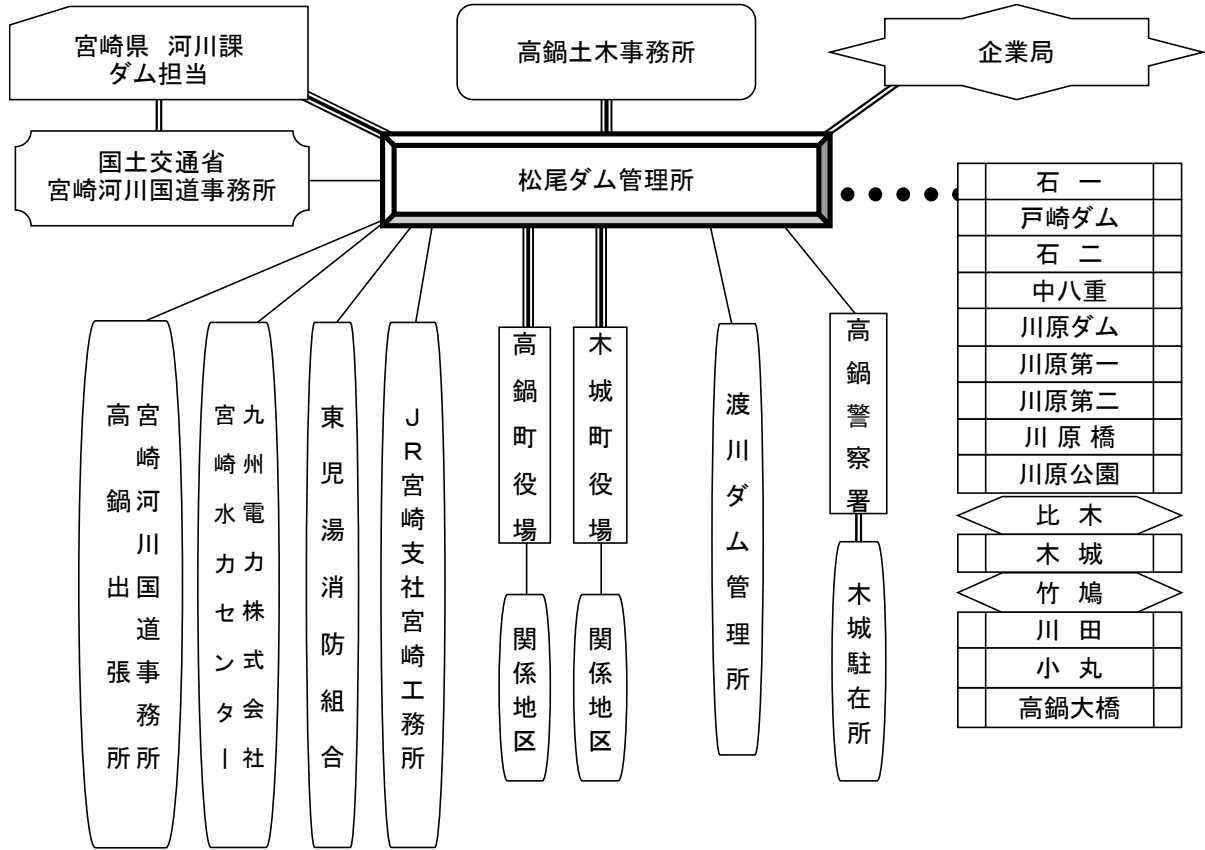 宮崎県 河川課
ダム担当
高鍋土木事務所
企業局
国土交通省
宮崎河川国道事務所
松尾ダム管理所
石 一
戸崎ダム
石 二
中八重
川原ダム
川原第一
川原第二
川 原 橋
川原公園
比 木
木 城
竹 鳩
川 田
小 丸
高鍋大橋
宮崎河川国道事務所
高鍋出張所
九州電力株式会社
宮崎水力センター
東児湯消防組合
JR宮崎支社宮崎工務所
高鍋町役場
関係地区
木城町役場
関係地区
渡川ダム管理所
高鍋警察署
木城駐在所